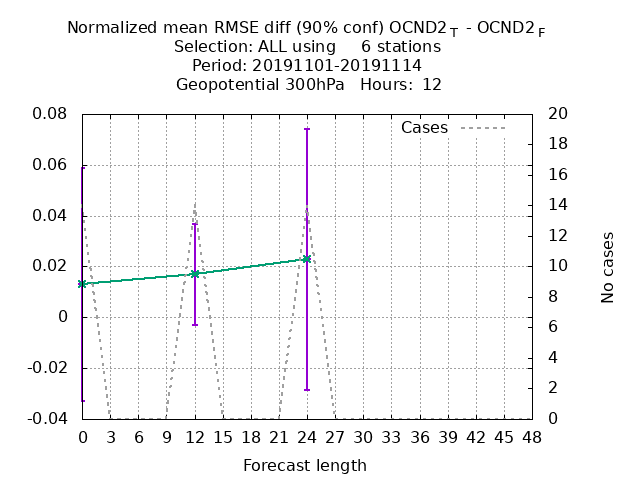 Normalized mean RMSE diff (90% conf) OCND2 T - OCND2 F
Selection: ALL using 6 stations
Period: 20191101-20191114
Geopotential 300hPa Hours: 12
Cases
0.08
0.06
0.04
0.02
0
-0.02
-0.04
20
18
16
14
12
10
8
6
4
2
0
No cases
0 3 6 9 12 15 18 21 24 27 30 33 36 39 42 45 48
Forecast length